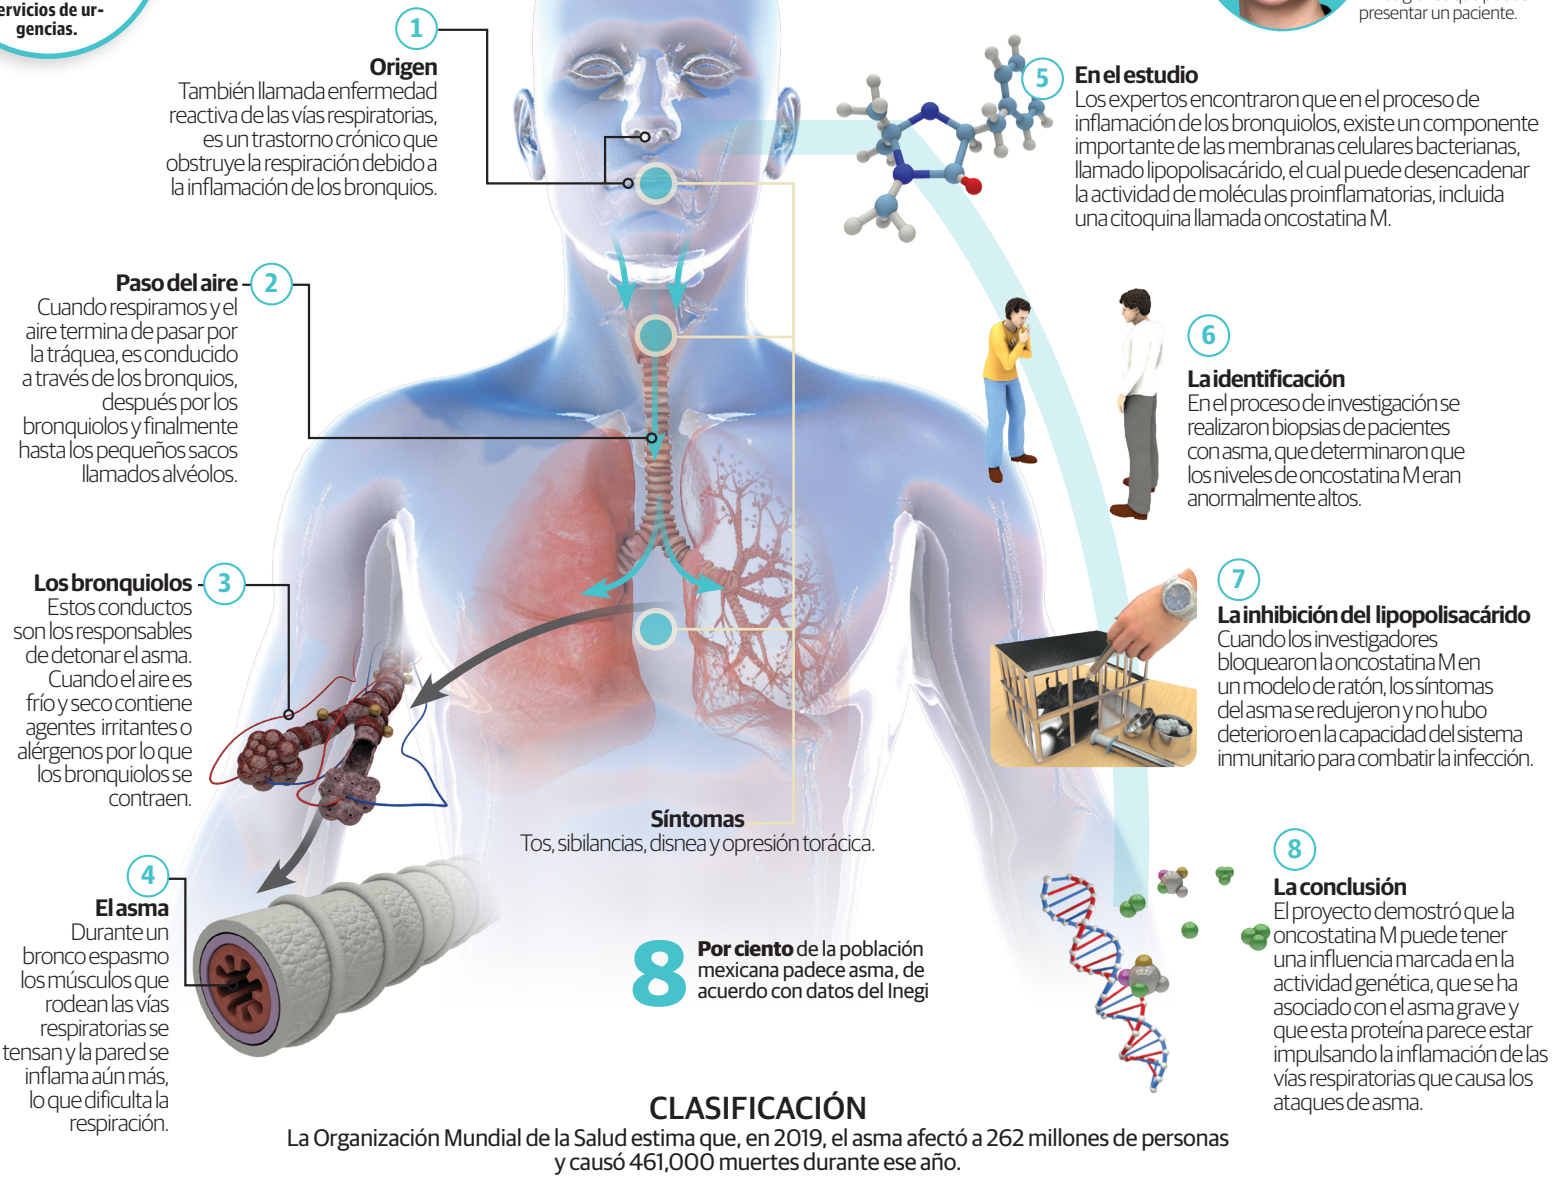 ervicios de ur-
gencias.
presentar un paciente.
1
Origen
También llamada enfermedad
reactiva de las vías respiratorias,
es un trastorno crónico que
obstruye la respiración debido a
la inflamación de los bronquios.
2
Paso del aire
Cuando respiramos y el
aire termina de pasar por
la tráquea, es conducido
a través de los bronquios,
después por los
bronquiolos y finalmente
hasta los pequeños sacos
llamados alvéolos.
3
Los bronquiolos
Estos conductos
son los responsables
de detonar el asma.
Cuando el aire es
frío y seco contiene
agentes irritantes o
alérgenos por lo que
los bronquiolos se
contraen.
4
El asma
Durante un
bronco espasmo
los músculos que
rodean las vías
respiratorias se
tensan y la pared se
inflama aún más,
lo que dificulta la
respiración.
Síntomas
Tos, sibilancias, disnea y opresión torácica.
8 Por ciento de la población
mexicana padece asma, de
acuerdo con datos del Inegi
5
En el estudio
Los expertos encontraron que en el proceso de
inflamación de los bronquiolos, existe un componente
importante de las membranas celulares bacterianas,
llamado lipopolisacárido, el cual puede desencadenar
la actividad de moléculas proinflamatorias, incluida
una citoquina llamada oncostatina M.
6
La identificación
En el proceso de investigación se
realizaron biopsias de pacientes
con asma, que determinaron que
los niveles de oncostatina M eran
anormalmente altos.
7
La inhibición del lipopolisacárido
Cuando los investigadores
bloquearon la oncostatina M en
un modelo de ratón, los síntomas
del asma se redujeron y no hubo
deterioro en la capacidad del sistema
inmunitario para combatir la infección.
8
La conclusión
El proyecto demostró que la
oncostatina M puede tener
una influencia marcada en la
actividad genética, que se ha
asociado con el asma grave y
que esta proteína parece estar
impulsando la inflamación de las
vías respiratorias que causa los
ataques de asma.
CLASIFICACIÓN
La Organización Mundial de la Salud estima que, en 2019, el asma afectó a 262 millones de personas
y causó 461,000 muertes durante ese año.